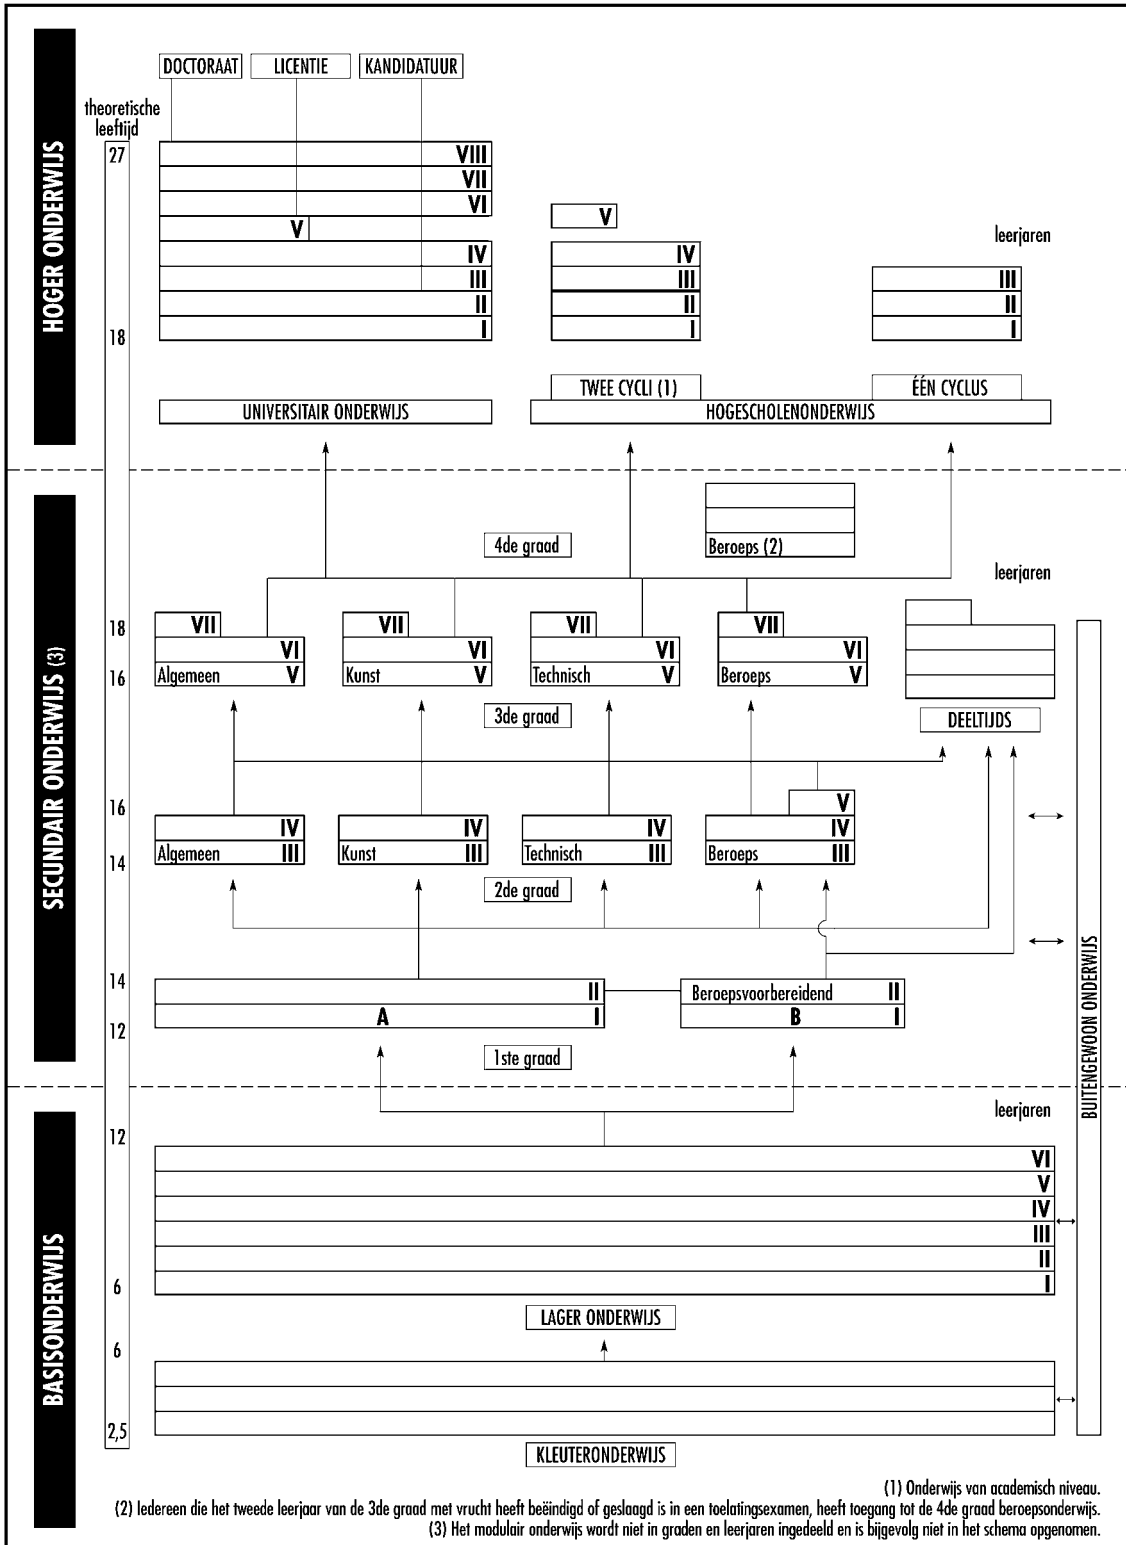 HOGER ONDERWIJS
DOCTORAAT
LICENTIE
KANDIDATUUR
theoretische
leeftijd
27
VIII
VII
VI
V
IV
III
II
I
18
V
IV
III
II
I
leerjaren
III
II
I
TWEE CYCLI (1)
ÉÉN CYCLUS
UNIVERSITAIR ONDERWIJS
HOGESCHOLENONDERWIJS
SECUNDAIR ONDERWIJS (3)
4de graad
Beroeps (2)
leerjaren
18
VII
VII
VII
VII
VI
VI
VI
VI
16
Algemeen V
Kunst V
Technisch V
Beroeps V
3de graad
DEELTIJDS
16
V
IV
IV
IV
IV
14
Algemeen III
Kunst III
Technisch III
Beroeps III
2de graad
14
II
Beroepsvoorbereidend II
12
A I
B I
1ste graad
BUITENGEWOON ONDERWIJS
BASISONDERWIJS
leerjaren
12
VI
V
IV
III
II
6
I
LAGER ONDERWIJS
6
2,5
KLEUTERONDERWIJS
(1) Onderwijs van academisch niveau.
(2) Iedereen die het tweede leerjaar van de 3de graad met vrucht heeft beëindigd of geslaagd is in een toelatingsexamen, heeft toegang tot de 4de graad beroepsonderwijs.
(3) Het modulair onderwijs wordt niet in graden en leerjaren ingedeeld en is bijgevolg niet in het schema opgenomen.